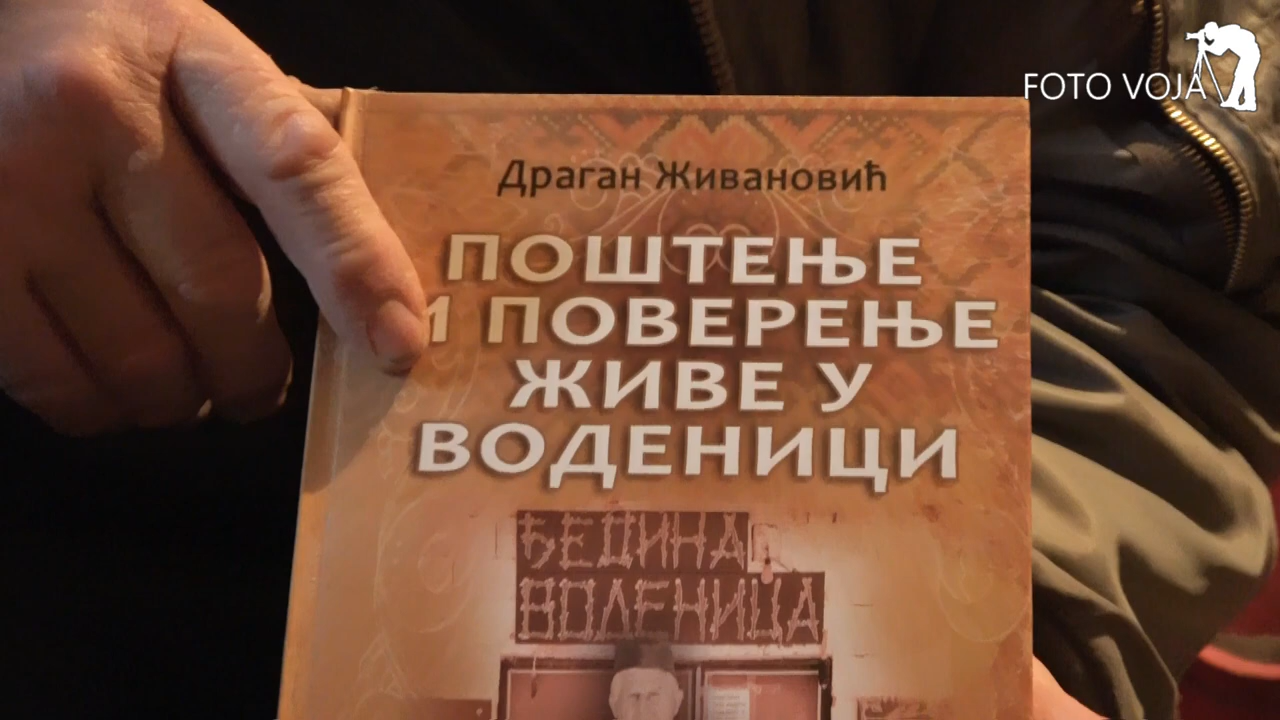 FOTO VOJA
Драган Живановић
ПОШТЕЊЕ
И ПОВЕРЕЊЕ
ЖИВЕ У
ВОДЕНИЦИ
ЂЕДИНА
ВОДЕНИЦА